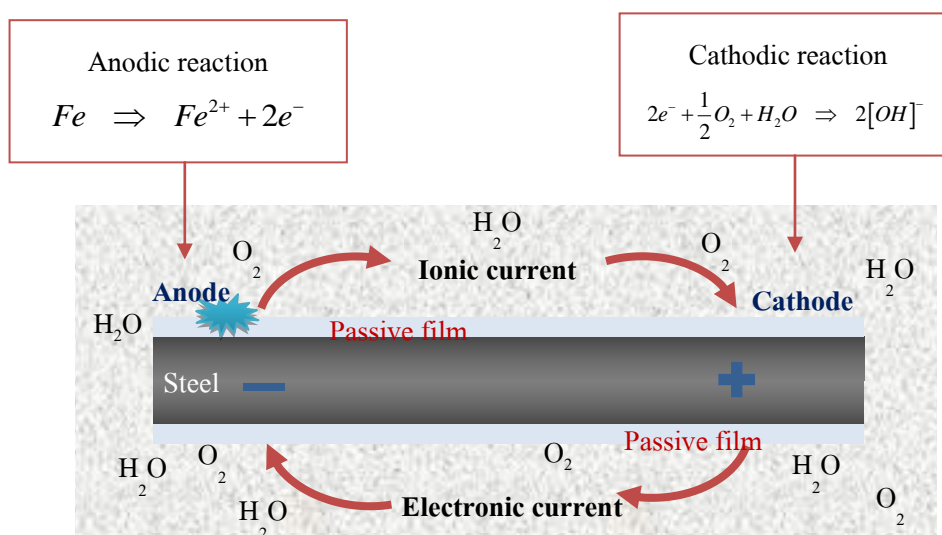 Anodic reaction
Fe ⇒ Fe²⁺ + 2e⁻
Cathodic reaction
2e⁻ + 1/2 O₂ + H₂O ⇒ 2[OH]⁻
H₂O
O₂
O₂
Ionic current
H₂O
Anode
Cathode
H₂O
Passive film
Steel
−
+
Passive film
O₂
O₂
H₂O
H₂O
O₂
H₂O
Electronic current